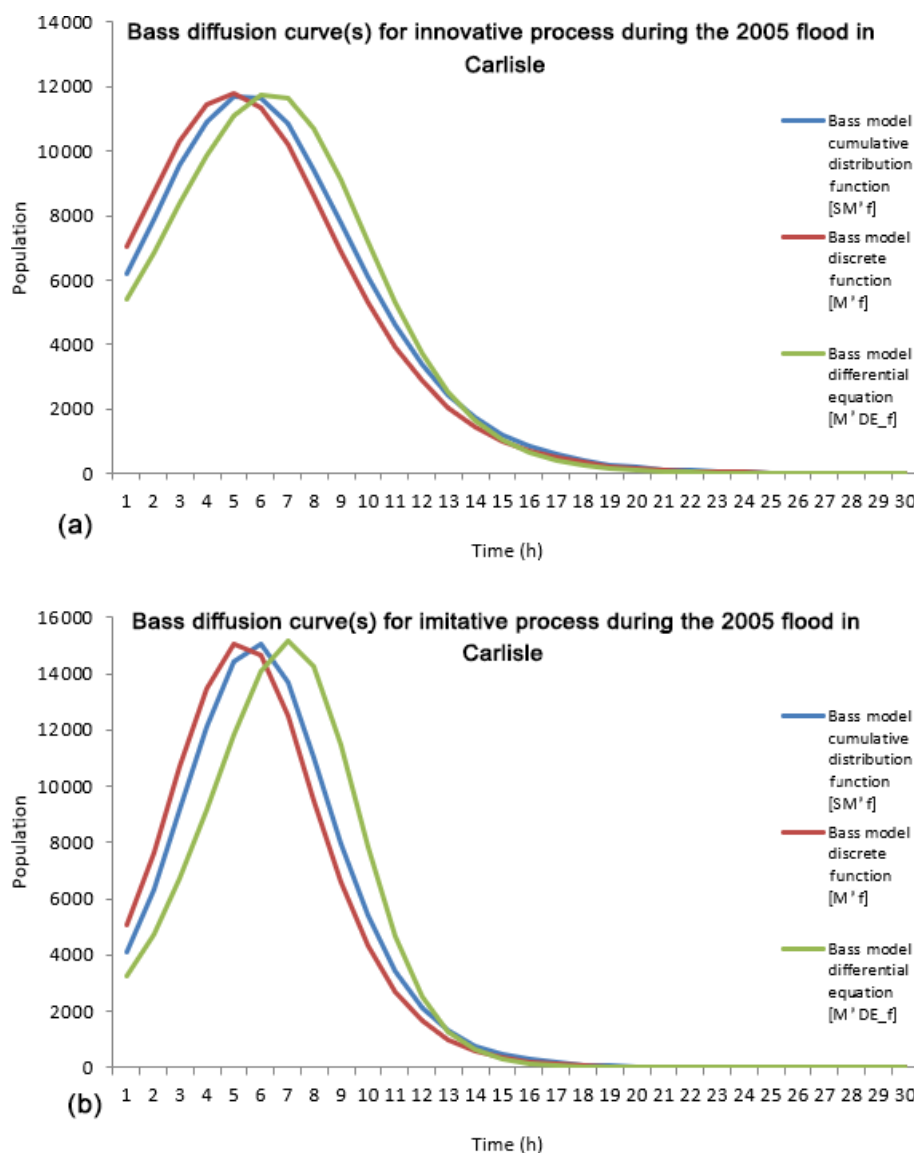 Bass diffusion curve(s) for innovative process during the 2005 flood in
Carlisle
14000
12000
10000
8000
6000
4000
2000
0
Population
1 2 3 4 5 6 7 8 9 10 11 12 13 14 15 16 17 18 19 20 21 22 23 24 25 26 27 28 29 30
Time (h)
(a)
Bass model
cumulative
distribution
function
[SM'f]
Bass model
discrete
function
[M'f]
Bass model
differential
equation
[M'DE_f]
Bass diffusion curve(s) for imitative process during the 2005 flood in
Carlisle
16000
14000
12000
10000
8000
6000
4000
2000
0
Population
1 2 3 4 5 6 7 8 9 10 11 12 13 14 15 16 17 18 19 20 21 22 23 24 25 26 27 28 29 30
Time (h)
(b)
Bass model
cumulative
distribution
function
[SM'f]
Bass model
discrete
function
[M'f]
Bass model
differential
equation
[M'DE_f]